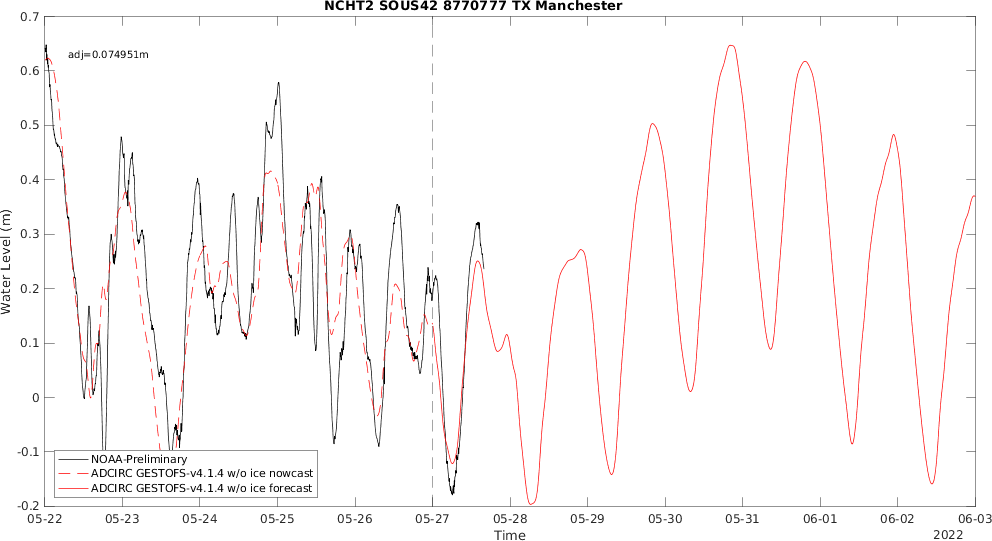 NCHT2 SOUS42 8770777 TX Manchester
adj=0.074951m
Water Level (m)
0.7
0.6
0.5
0.4
0.3
0.2
0.1
0
-0.1
-0.2
NOAA-Preliminary
ADCIRC GESTOFS-v4.1.4 w/o ice nowcast
ADCIRC GESTOFS-v4.1.4 w/o ice forecast
05-22 05-23 05-24 05-25 05-26 05-27 05-28 05-29 05-30 05-31 06-01 06-02 06-03
Time
2022